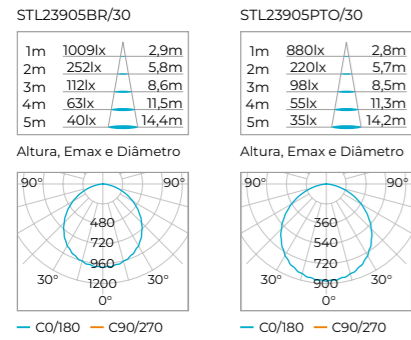 STL23905BR/30
1m 1009lx 2,9m
2m 252lx 5,8m
3m 112lx 8,6m
4m 63lx 11,5m
5m 40lx 14,4m
Altura, Emax e Diâmetro
90° 90°
480
720
960
1200
30° 30°
0°
C0/180 C90/270
STL23905PTO/30
1m 880lx 2,8m
2m 220lx 5,7m
3m 98lx 8,5m
4m 55lx 11,3m
5m 35lx 14,2m
Altura, Emax e Diâmetro
90° 90°
360
540
720
900
30° 30°
0°
C0/180 C90/270